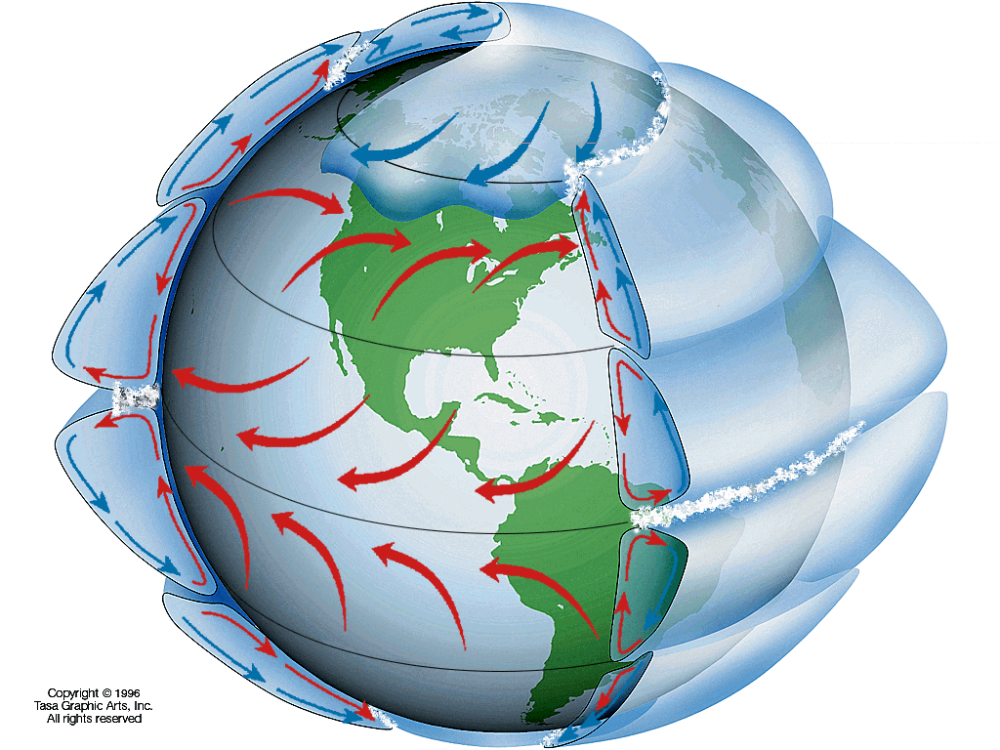 Copyright © 1996
Tasa Graphic Arts, Inc.
All rights reserved